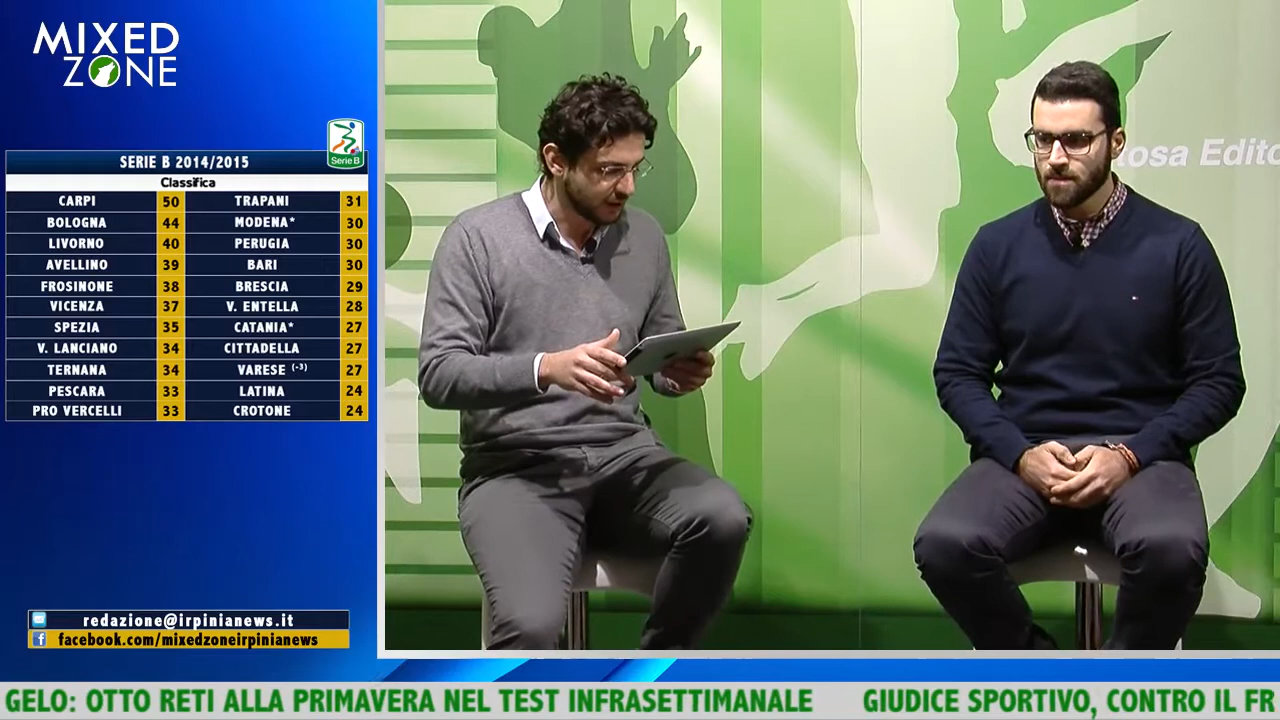 MIXED
ZONE
Serie B
SERIE B 2014/2015
Classifica
CARPI 50 TRAPANI 31
BOLOGNA 44 MODENA* 30
LIVORNO 40 PERUGIA 30
AVELLINO 39 BARI 30
FROSINONE 38 BRESCIA 29
VICENZA 37 V. ENTELLA 28
SPEZIA 35 CATANIA* 27
V. LANCIANO 34 CITTADELLA 27
TERNANA 34 VARESE (-3) 27
PESCARA 33 LATINA 24
PRO VERCELLI 33 CROTONE 24
tosa Edito
redazione@irpinianews.it
facebook.com/mixedzoneirpinianews
GELO: OTTO RETI ALLA PRIMAVERA NEL TEST INFRASETTIMANALE GIUDICE SPORTIVO, CONTRO IL FR